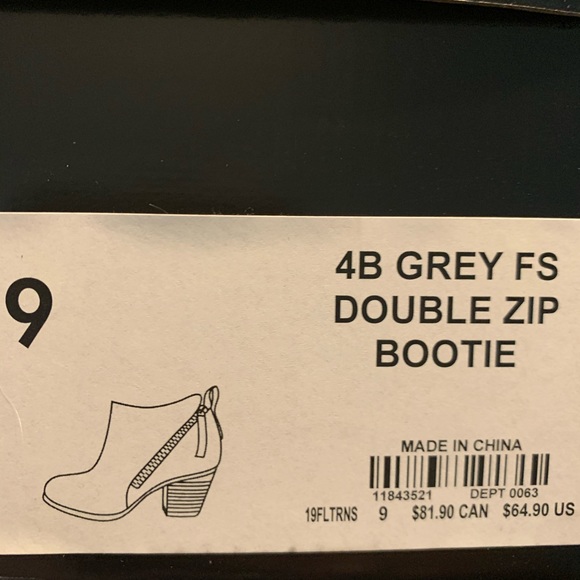 9
4B GREY FS
DOUBLE ZIP
BOOTIE
MADE IN CHINA
11843521 DEPT 0063
19FLTRNS 9 $81.90 CAN $64.90 US